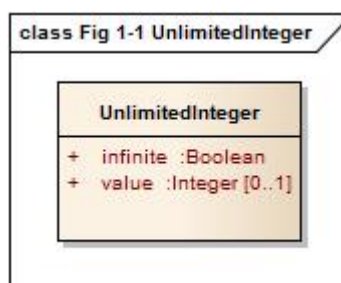 class Fig 1-1 UnlimitedInteger
UnlimitedInteger
+ infinite :Boolean
+ value :Integer [0..1]